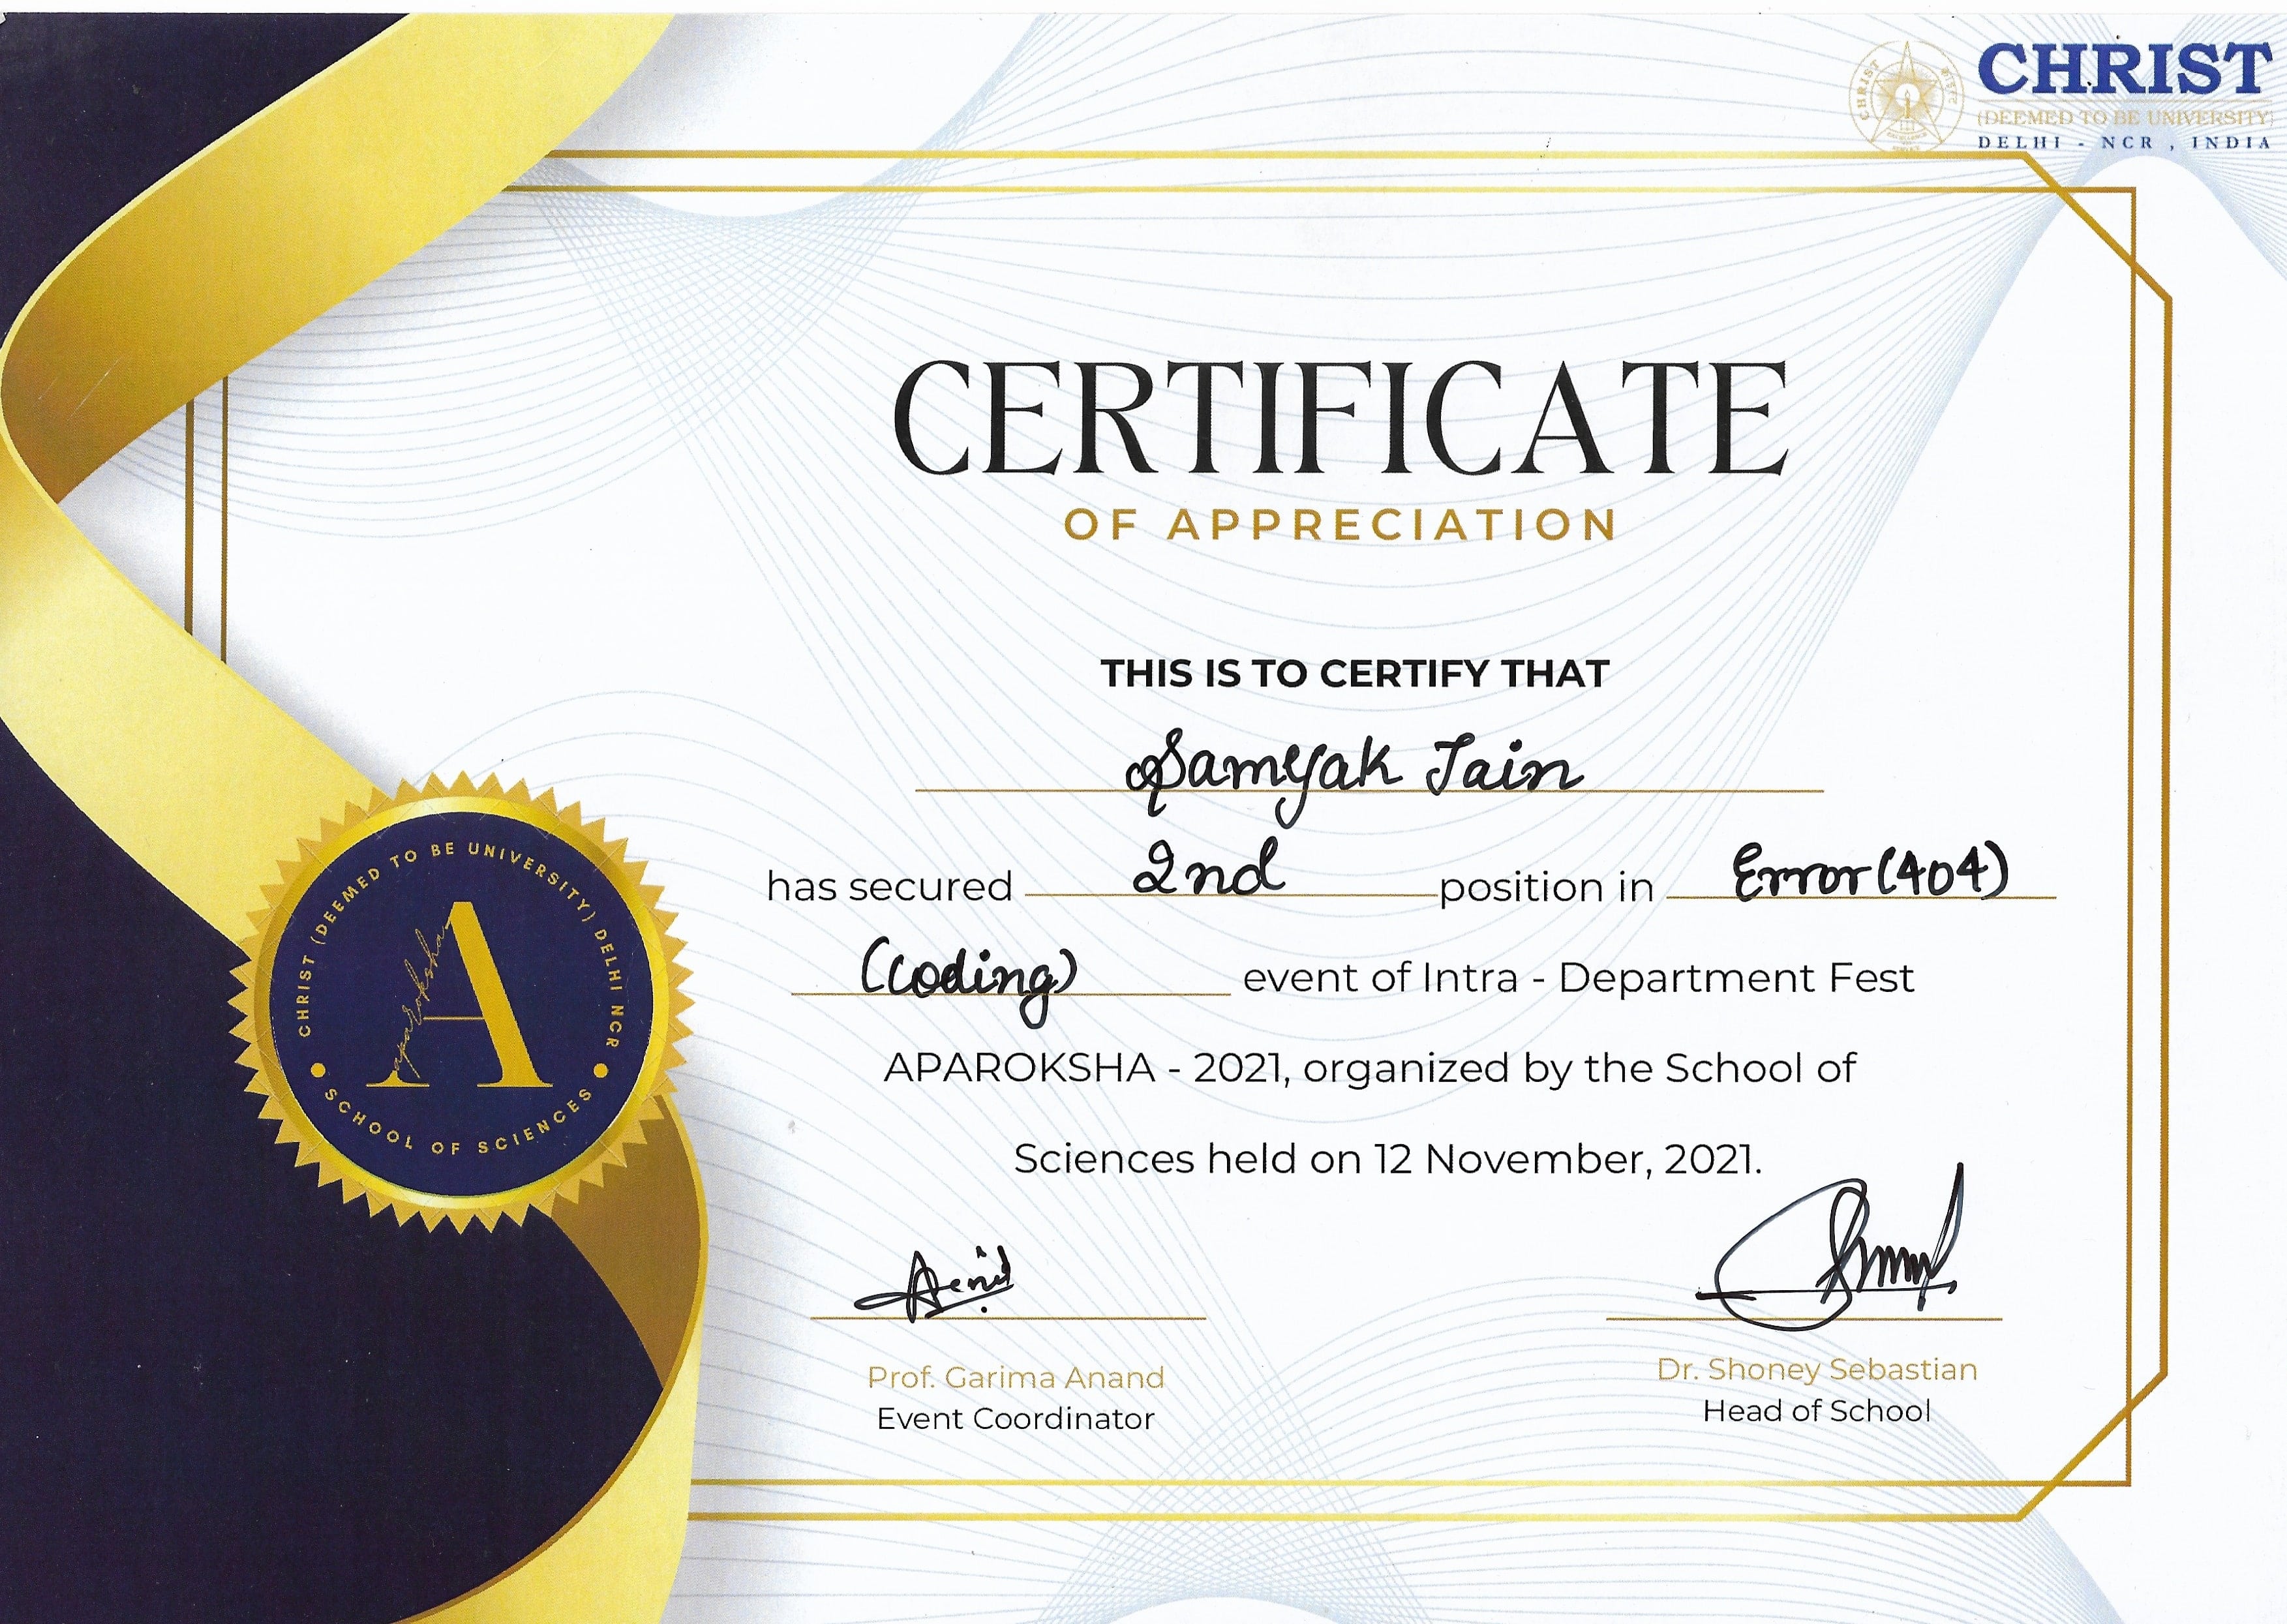 CHRIST
(DEEMED TO BE UNIVERSITY)
DELHI - NCR , INDIA
CERTIFICATE
OF APPRECIATION
THIS IS TO CERTIFY THAT
Samyak Jain
has secured 2nd position in Error(404)
(Coding) event of Intra - Department Fest
APAROKSHA - 2021, organized by the School of
Sciences held on 12 November, 2021.
CHRIST (DEEMED TO BE UNIVERSITY) DELHI NCR
A
aparoksha
SCHOOL OF SCIENCES
Prof. Garima Anand
Event Coordinator
Dr. Shoney Sebastian
Head of School